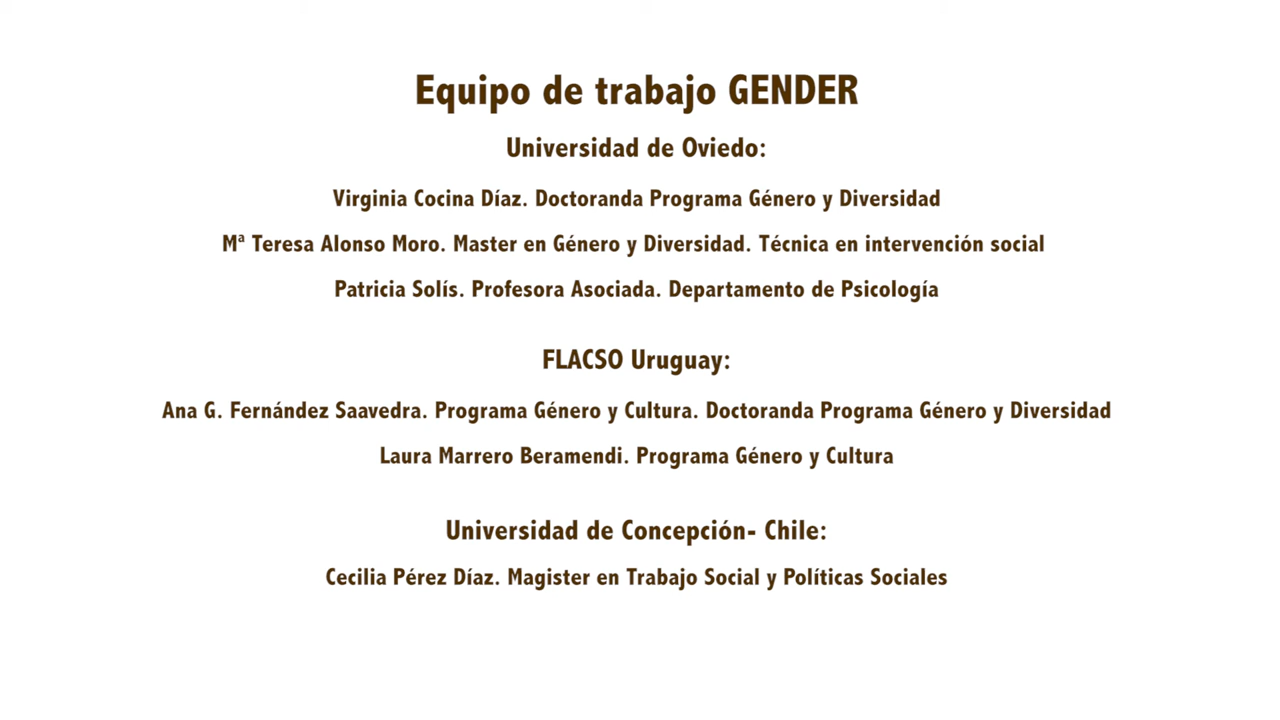 Equipo de trabajo GENDER
Universidad de Oviedo:
Virginia Cocina Díaz. Doctoranda Programa Género y Diversidad
Mª Teresa Alonso Moro. Master en Género y Diversidad. Técnica en intervención social
Patricia Solís. Profesora Asociada. Departamento de Psicología
FLACSO Uruguay:
Ana G. Fernández Saavedra. Programa Género y Cultura. Doctoranda Programa Género y Diversidad
Laura Marrero Beramendi. Programa Género y Cultura
Universidad de Concepción- Chile:
Cecilia Pérez Díaz. Magister en Trabajo Social y Políticas Sociales